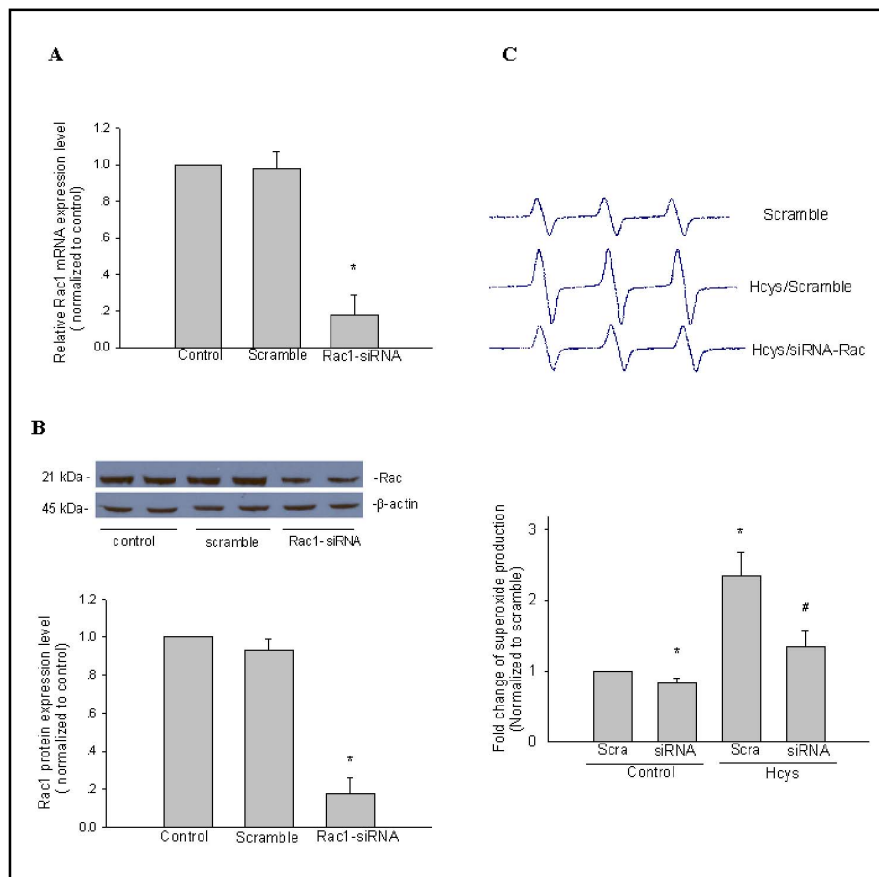 A
Relative Rac1 mRNA expression level
( normalized to control)
1.2
1.0
.8
.6
.4
.2
0.0
*
Control
Scramble
Rac1-siRNA
B
21 kDa -
-Rac
45 kDa-
-β-actin
control
scramble
Rac1- siRNA
Rac1 protein expression level
( normalized to control)
1.2
1.0
.8
.6
.4
.2
0.0
*
Control
Scramble
Rac1-siRNA
C
Scramble
Hcys/Scramble
Hcys/siRNA-Rac
Fold change of superoxide production
(Normalized to scramble)
3
2
1
0
*
*
#
Scra
siRNA
Scra
siRNA
Control
Hcys